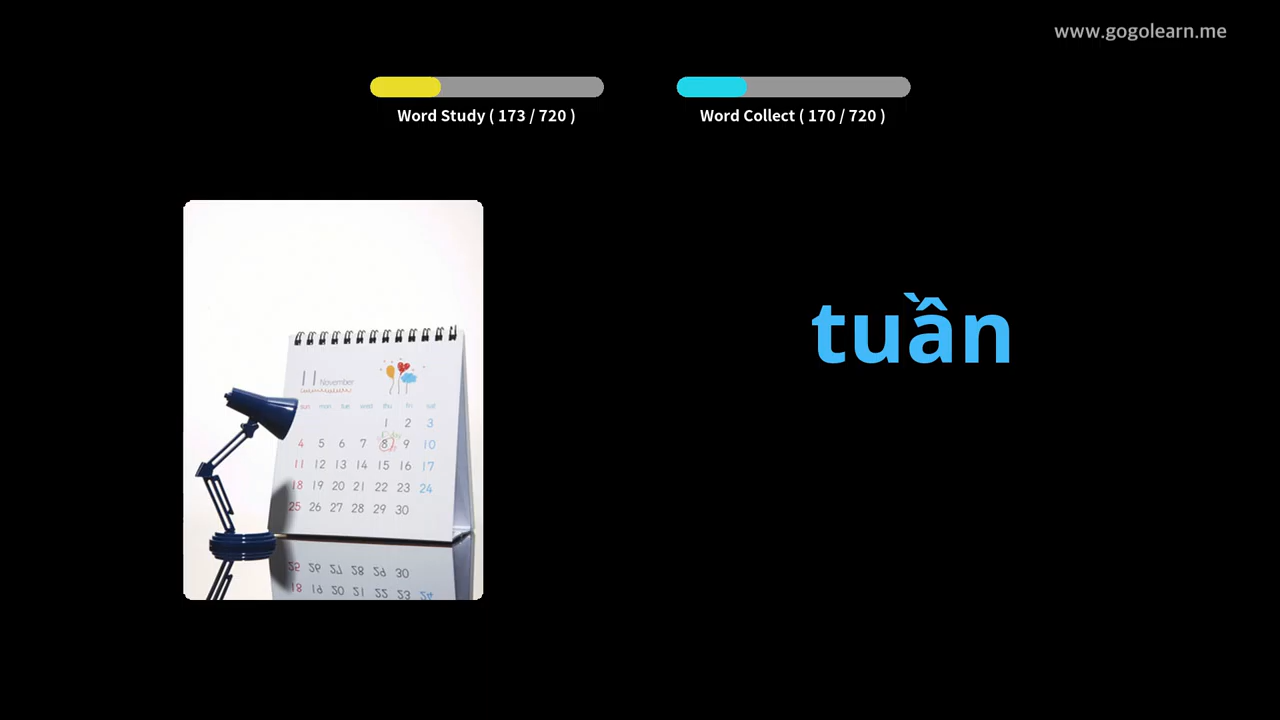 www.gogolearn.me
Word Study ( 173 / 720 )
Word Collect ( 170 / 720 )
tuần
11 November
sun mon tue wed thu fri sat
1 2 3
4 5 6 7 8 9 10
11 12 13 14 15 16 17
18 19 20 21 22 23 24
25 26 27 28 29 30